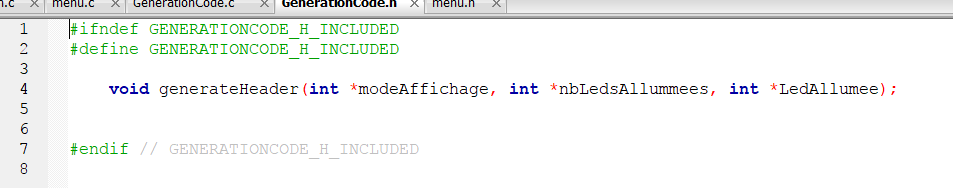 .c × menu.c × GenerationCode.c × GenerationCode.h × menu.h ×
1 #ifndef GENERATIONCODE_H_INCLUDED
2 #define GENERATIONCODE_H_INCLUDED
3
4 void generateHeader(int *modeAffichage, int *nbLedsAllummees, int *LedAllumee);
5
6
7 #endif // GENERATIONCODE_H_INCLUDED
8